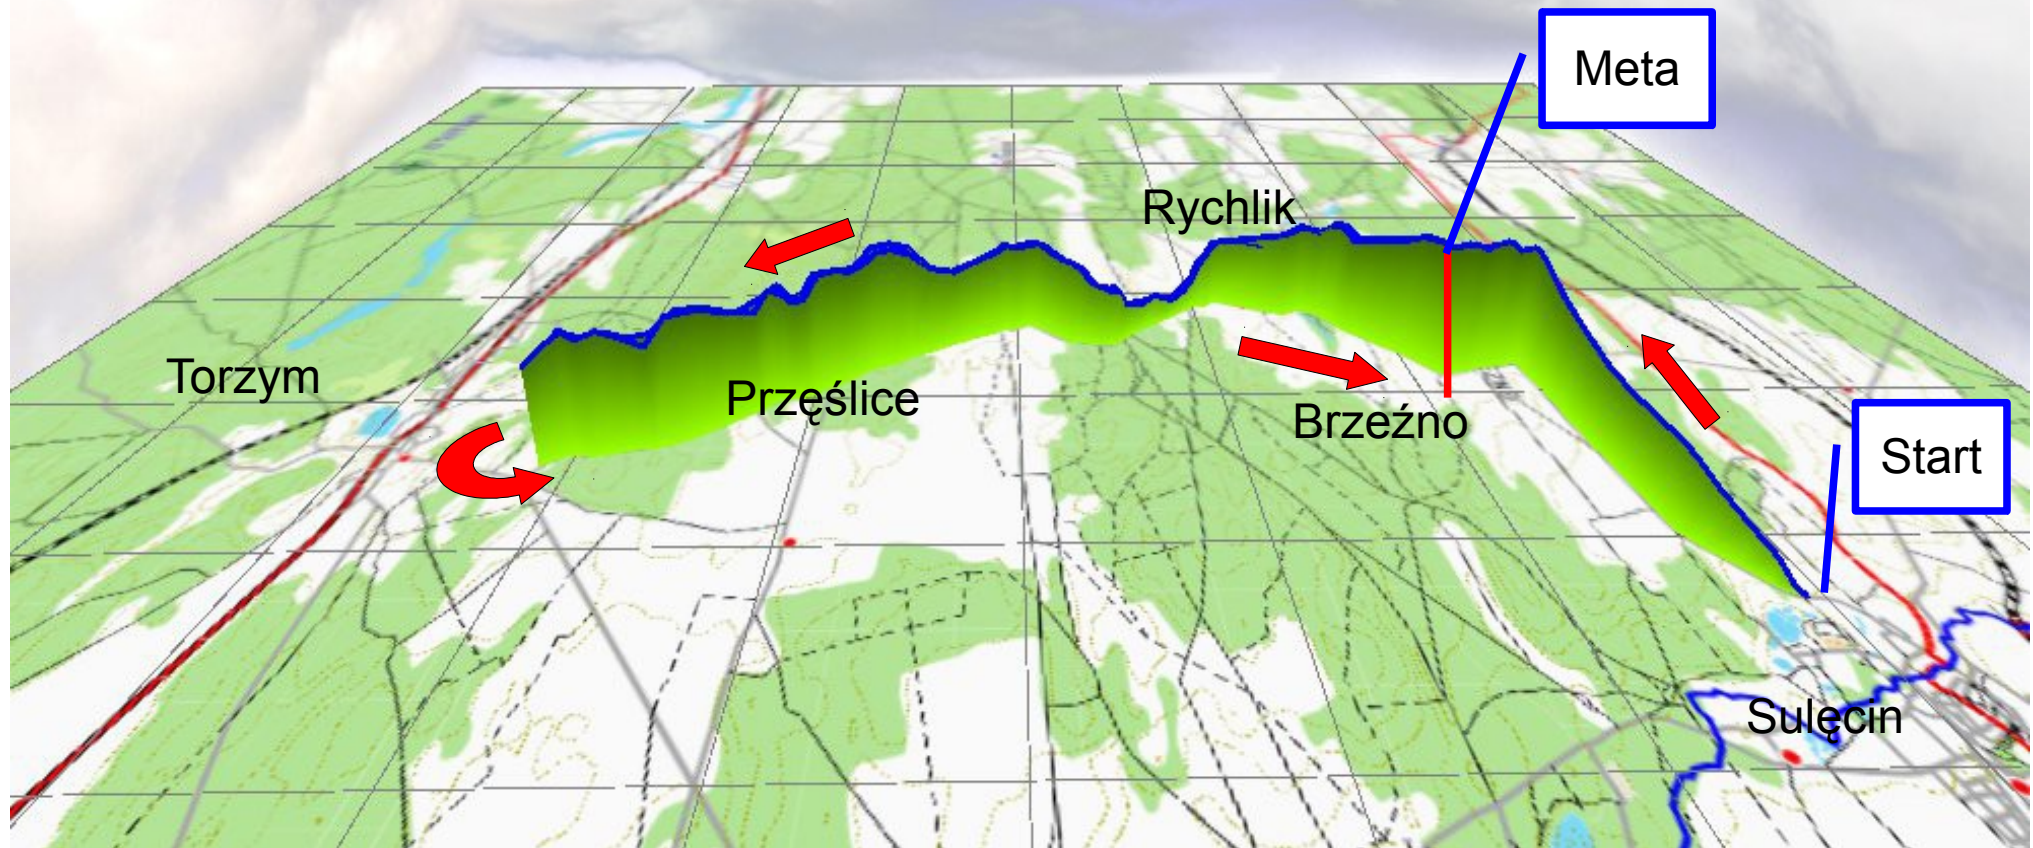 Meta
Rychlik
Torzym
Przęślice
Brzeźno
Start
Sulęcin